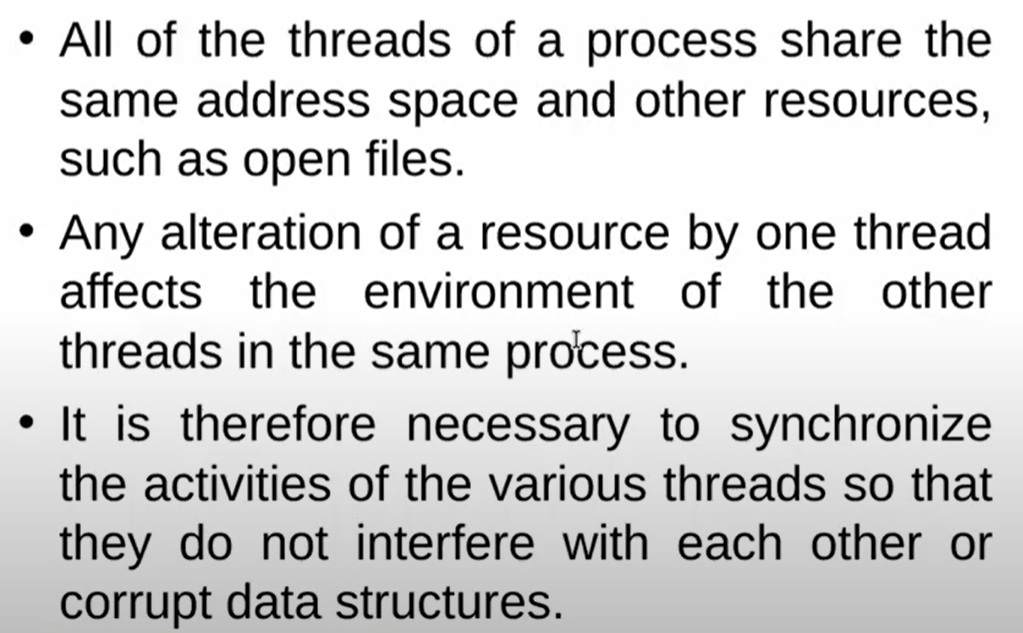 • All of the threads of a process share the
same address space and other resources,
such as open files.
• Any alteration of a resource by one thread
affects the environment of the other
threads in the same process.
• It is therefore necessary to synchronize
the activities of the various threads so that
they do not interfere with each other or
corrupt data structures.